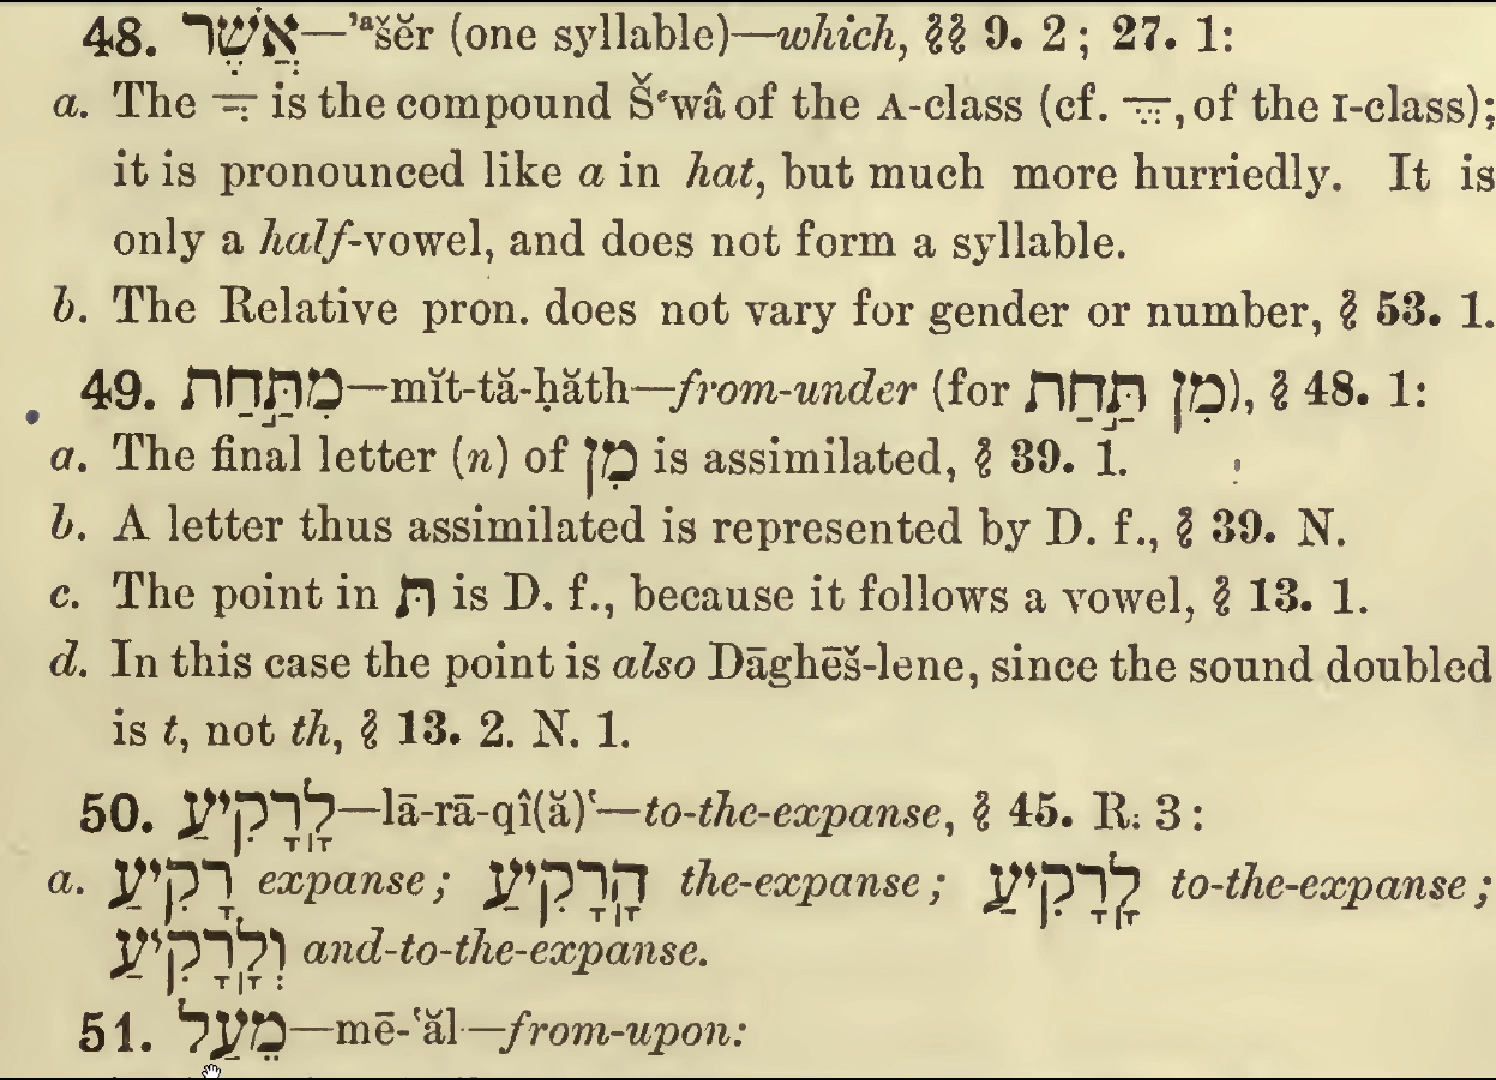 48. אֲשֶׁר—’ᵃšĕr (one syllable)—which, §§ 9. 2; 27. 1:
a. The ־ֲ is the compound Šᵉwâ of the A-class (cf. ־ֱ, of the I-class);
it is pronounced like a in hat, but much more hurriedly. It is
only a half-vowel, and does not form a syllable.
b. The Relative pron. does not vary for gender or number, § 53. 1.
49. מִתַּחַת—mĭt-tă-ḥăth—from-under (for מִן תַּחַת), § 48. 1:
a. The final letter (n) of מִן is assimilated, § 39. 1.
b. A letter thus assimilated is represented by D. f., § 39. N.
c. The point in תּ is D. f., because it follows a vowel, § 13. 1.
d. In this case the point is also Dāghēš-lene, since the sound doubled
is t, not th, § 13. 2. N. 1.
50. לָרָקִיעַ—lā-rā-qî(ă)‘—to-the-expanse, § 45. R. 3:
a. רָקִיעַ expanse; הָרָקִיעַ the-expanse; לָרָקִיעַ to-the-expanse;
וְלָרָקִיעַ and-to-the-expanse.
51. מֵעַל—mē-‘ăl—from-upon: